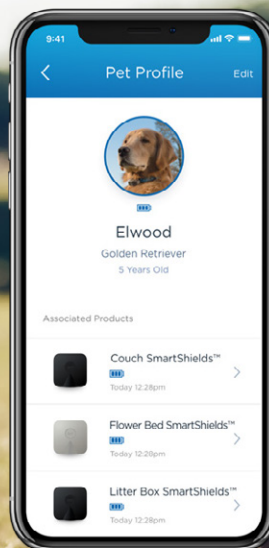 9:41
Pet Profile
Edit
Elwood
Golden Retriever
5 Years Old
Associated Products
Couch SmartShields™
Today 12:28pm
Flower Bed SmartShields™
Today 12:28pm
Litter Box SmartShields™
Today 12:28pm